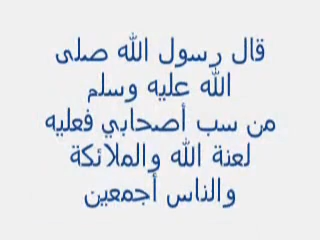 قال رسول الله صلى
الله عليه وسلم
من سب أصحابي فعليه
لعنة الله والملائكة
والناس أجمعين